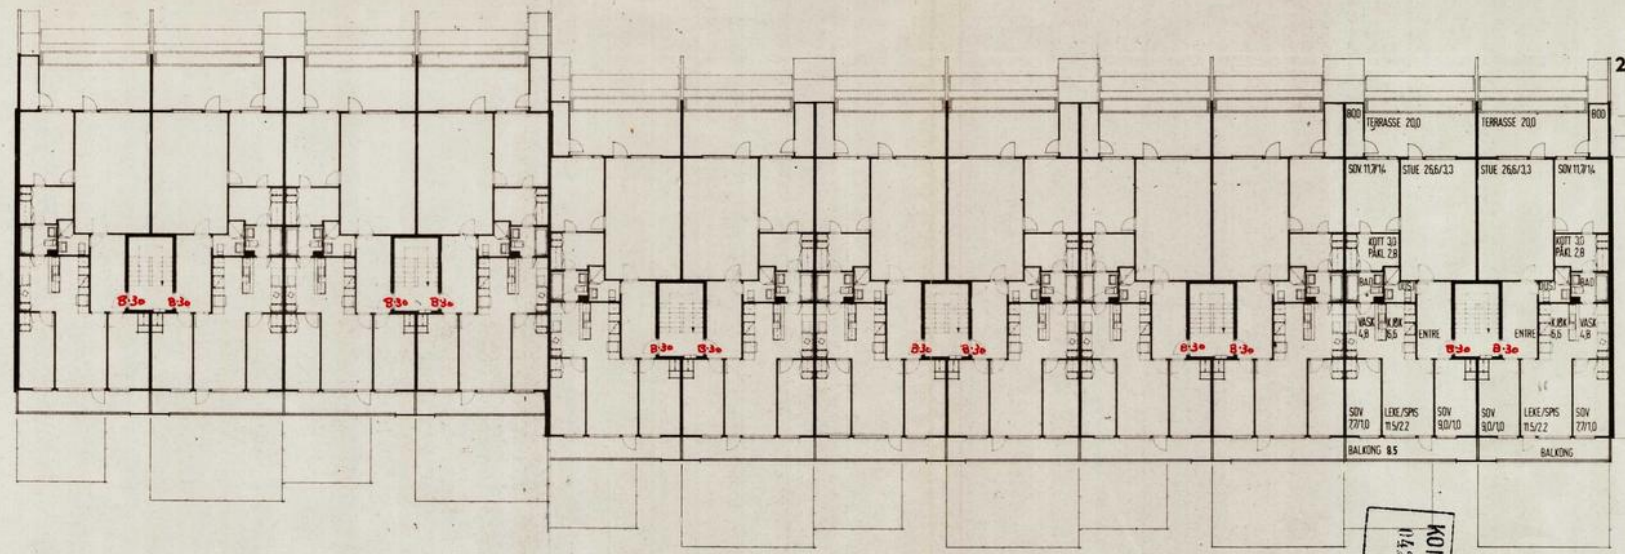 2
BOD
TERRASSE 20,0
TERRASSE 20,0
BOD
SOV 11,7/1,4
STUE 26,6/3,3
STUE 26,6/3,3
SOV 11,7/1,4
KOTT 3,0
PÅKL 2,8
KOTT 3,0
PÅKL 2,8
BAD
DUSJ
DUSJ
BAD
VASK
4,8
KJØK
6,6
ENTRE
ENTRE
KJØK
6,6
VASK
4,8
B-30 B-30 B-30 B-30
B-30 B-30 B-30 B-30 B-30 B-30 B-30 B-30
SOV
7,7/1,0
LEKE/SPIS
11,5/2,2
SOV
9,0/1,0
SOV
9,0/1,0
LEKE/SPIS
11,5/2,2
SOV
7,7/1,0
BALKONG 8.5
BALKONG